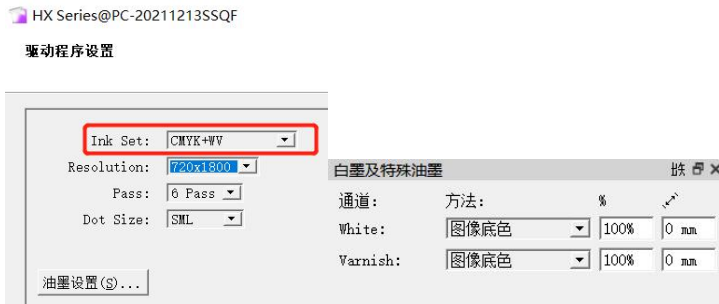 HX Series@PC-20211213SSQF
驱动程序设置
Ink Set: CMYK+WV
Resolution: 720x1800
Pass: 6 Pass
Dot Size: SML
油墨设置(S)...
白墨及特殊油墨
通道: 方法: %
White: 图像底色 100% 0 mm
Varnish: 图像底色 100% 0 mm